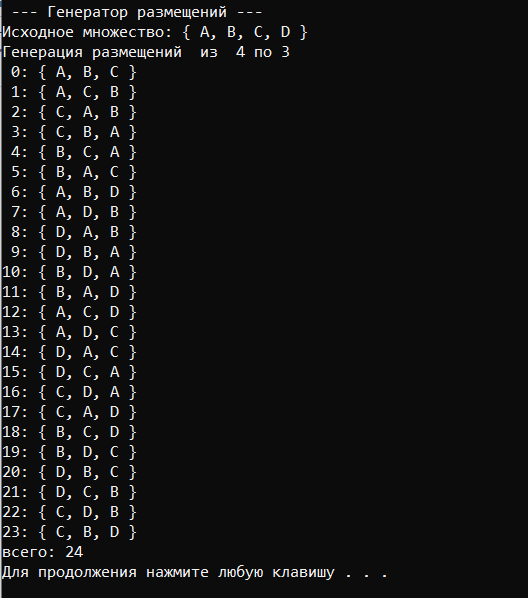 --- Генератор размещений ---
Исходное множество: { A, B, C, D }
Генерация размещений  из  4 по 3
 0: { A, B, C }
 1: { A, C, B }
 2: { C, A, B }
 3: { C, B, A }
 4: { B, C, A }
 5: { B, A, C }
 6: { A, B, D }
 7: { A, D, B }
 8: { D, A, B }
 9: { D, B, A }
10: { B, D, A }
11: { B, A, D }
12: { A, C, D }
13: { A, D, C }
14: { D, A, C }
15: { D, C, A }
16: { C, D, A }
17: { C, A, D }
18: { B, C, D }
19: { B, D, C }
20: { D, B, C }
21: { D, C, B }
22: { C, D, B }
23: { C, B, D }
всего: 24
Для продолжения нажмите любую клавишу . . .